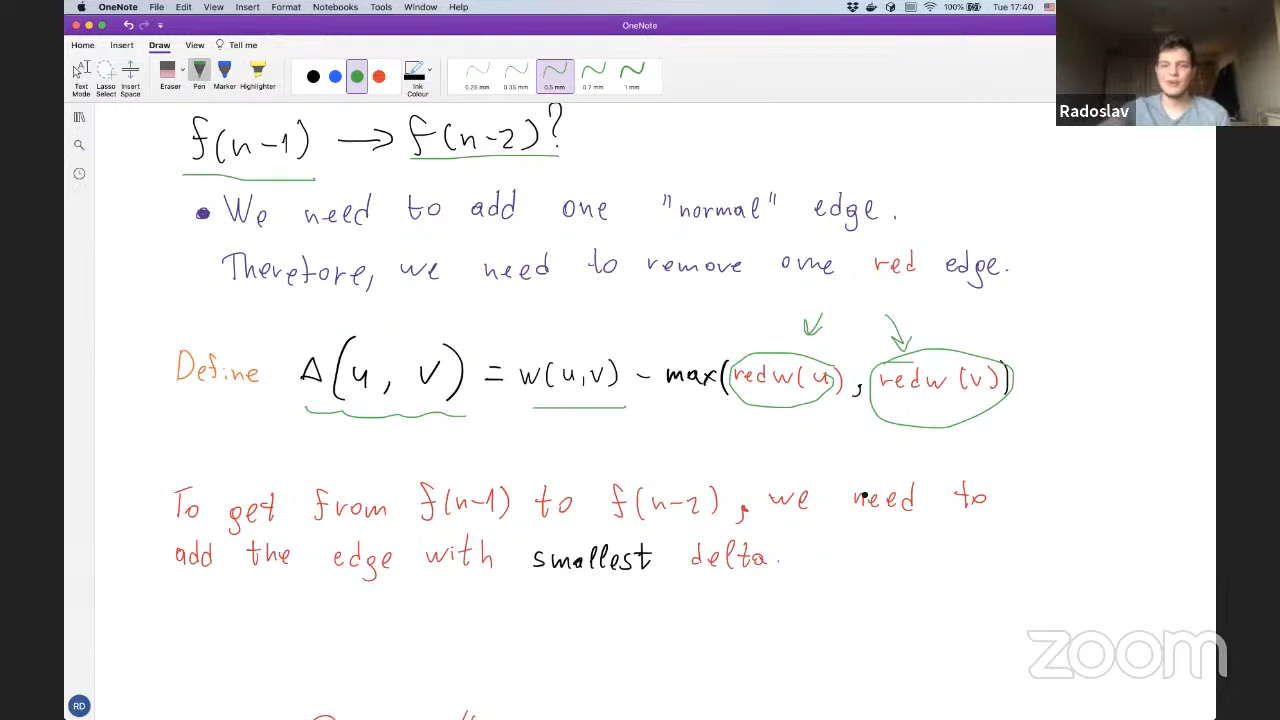 OneNote File Edit View Insert Format Notebooks Tools Window Help 100% Tue 17:40
OneNote
Home Insert Draw View Tell me
Text Mode Lasso Select Insert Space Eraser Pen Marker Highlighter Ink Colour 0.25 mm 0.35 mm 0.5 mm 0.7 mm 1 mm
Radoslav
f(n-1) → f(n-2)?
• We need to add one "normal" edge.
Therefore, we need to remove one red edge.
Define Δ(u, v) = w(u,v) - max(redw(u), redw(v))
To get from f(n-1) to f(n-2), we need to
add the edge with smallest delta.
zoom
RD